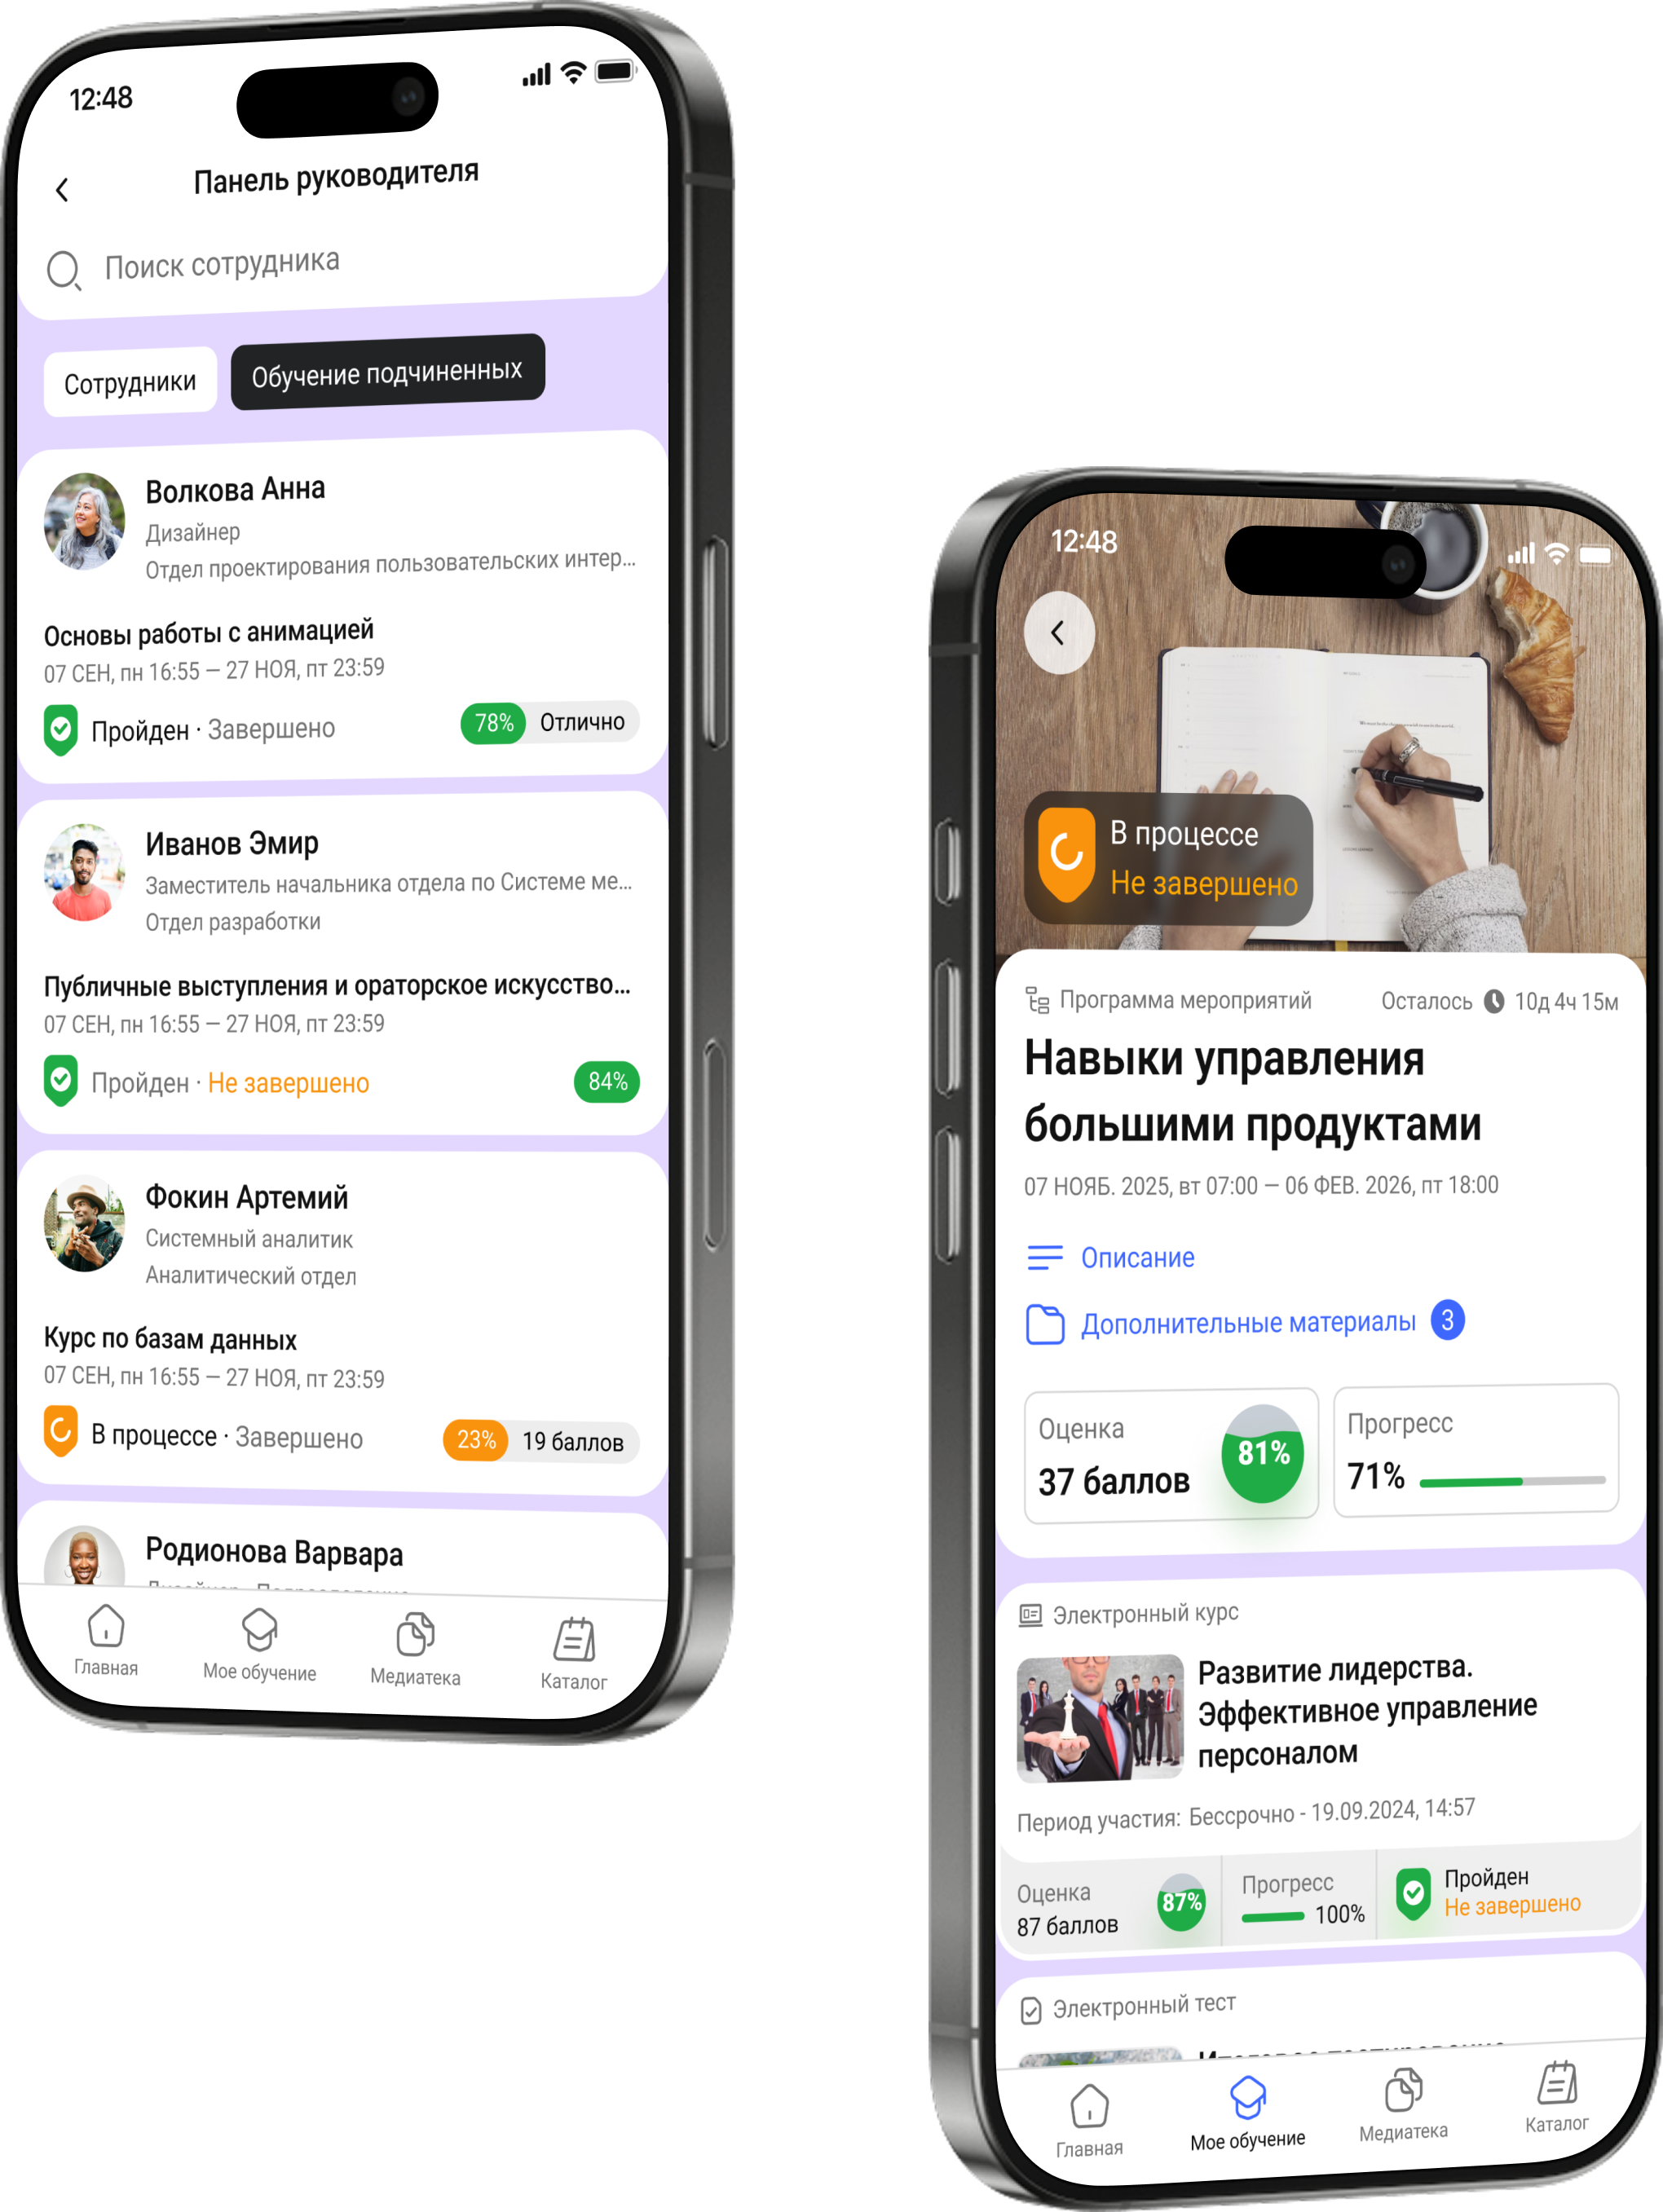 12:48
Панель руководителя
Поиск сотрудника
Сотрудники
Обучение подчиненных
Волкова Анна
Дизайнер
Отдел проектирования пользовательских интер...
Основы работы с анимацией
07 СЕН, пн 16:55 — 27 НОЯ, пт 23:59
Пройден · Завершено
78% Отлично
Иванов Эмир
Заместитель начальника отдела по Системе ме...
Отдел разработки
Публичные выступления и ораторское искусство...
07 СЕН, пн 16:55 — 27 НОЯ, пт 23:59
Пройден · Не завершено
84%
Фокин Артемий
Системный аналитик
Аналитический отдел
Курс по базам данных
07 СЕН, пн 16:55 — 27 НОЯ, пт 23:59
В процессе · Завершено
23% 19 баллов
Родионова Варвара
Главная
Мое обучение
Медиатека
Каталог
12:48
В процессе
Не завершено
Программа мероприятий
Осталось 10д 4ч 15м
Навыки управления
большими продуктами
07 НОЯБ. 2025, вт 07:00 — 06 ФЕВ. 2026, пт 18:00
Описание
Дополнительные материалы 3
Оценка
37 баллов
81%
Прогресс
71%
Электронный курс
Развитие лидерства.
Эффективное управление
персоналом
Период участия: Бессрочно - 19.09.2024, 14:57
Оценка
87 баллов
87%
Прогресс
100%
Пройден
Не завершено
Электронный тест
Главная
Мое обучение
Медиатека
Каталог